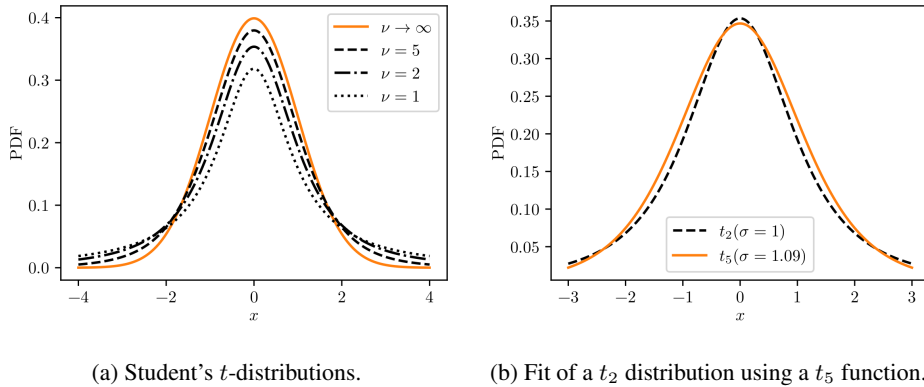 0.4
0.3
0.2
0.1
0.0
PDF
−4
−2
0
2
4
x
ν → ∞
ν = 5
ν = 2
ν = 1
(a) Student's t-distributions.
0.35
0.30
0.25
0.20
0.15
0.10
0.05
PDF
−3
−2
−1
0
1
2
3
x
t₂(σ = 1)
t₅(σ = 1.09)
(b) Fit of a t₂ distribution using a t₅ function.